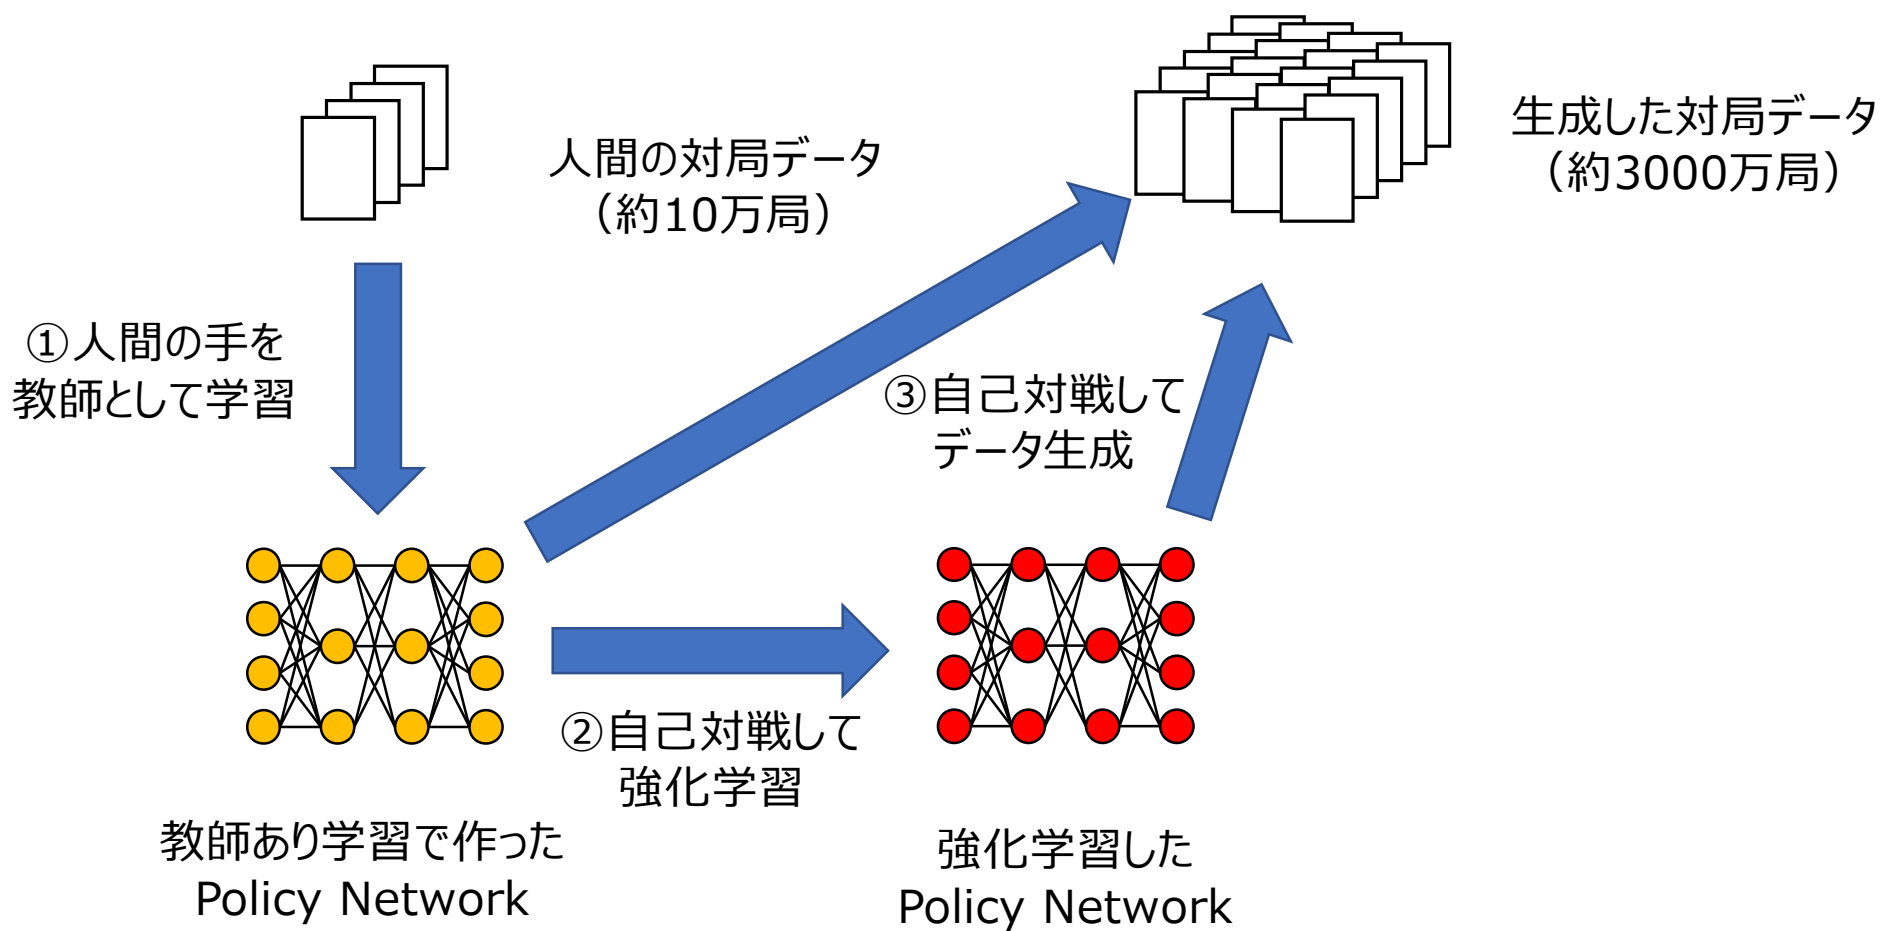 人間の対局データ
（約10万局）
生成した対局データ
（約3000万局）
①人間の手を
教師として学習
③自己対戦して
データ生成
②自己対戦して
強化学習
教師あり学習で作った
Policy Network
強化学習した
Policy Network